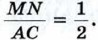 MN/AC = 1/2.